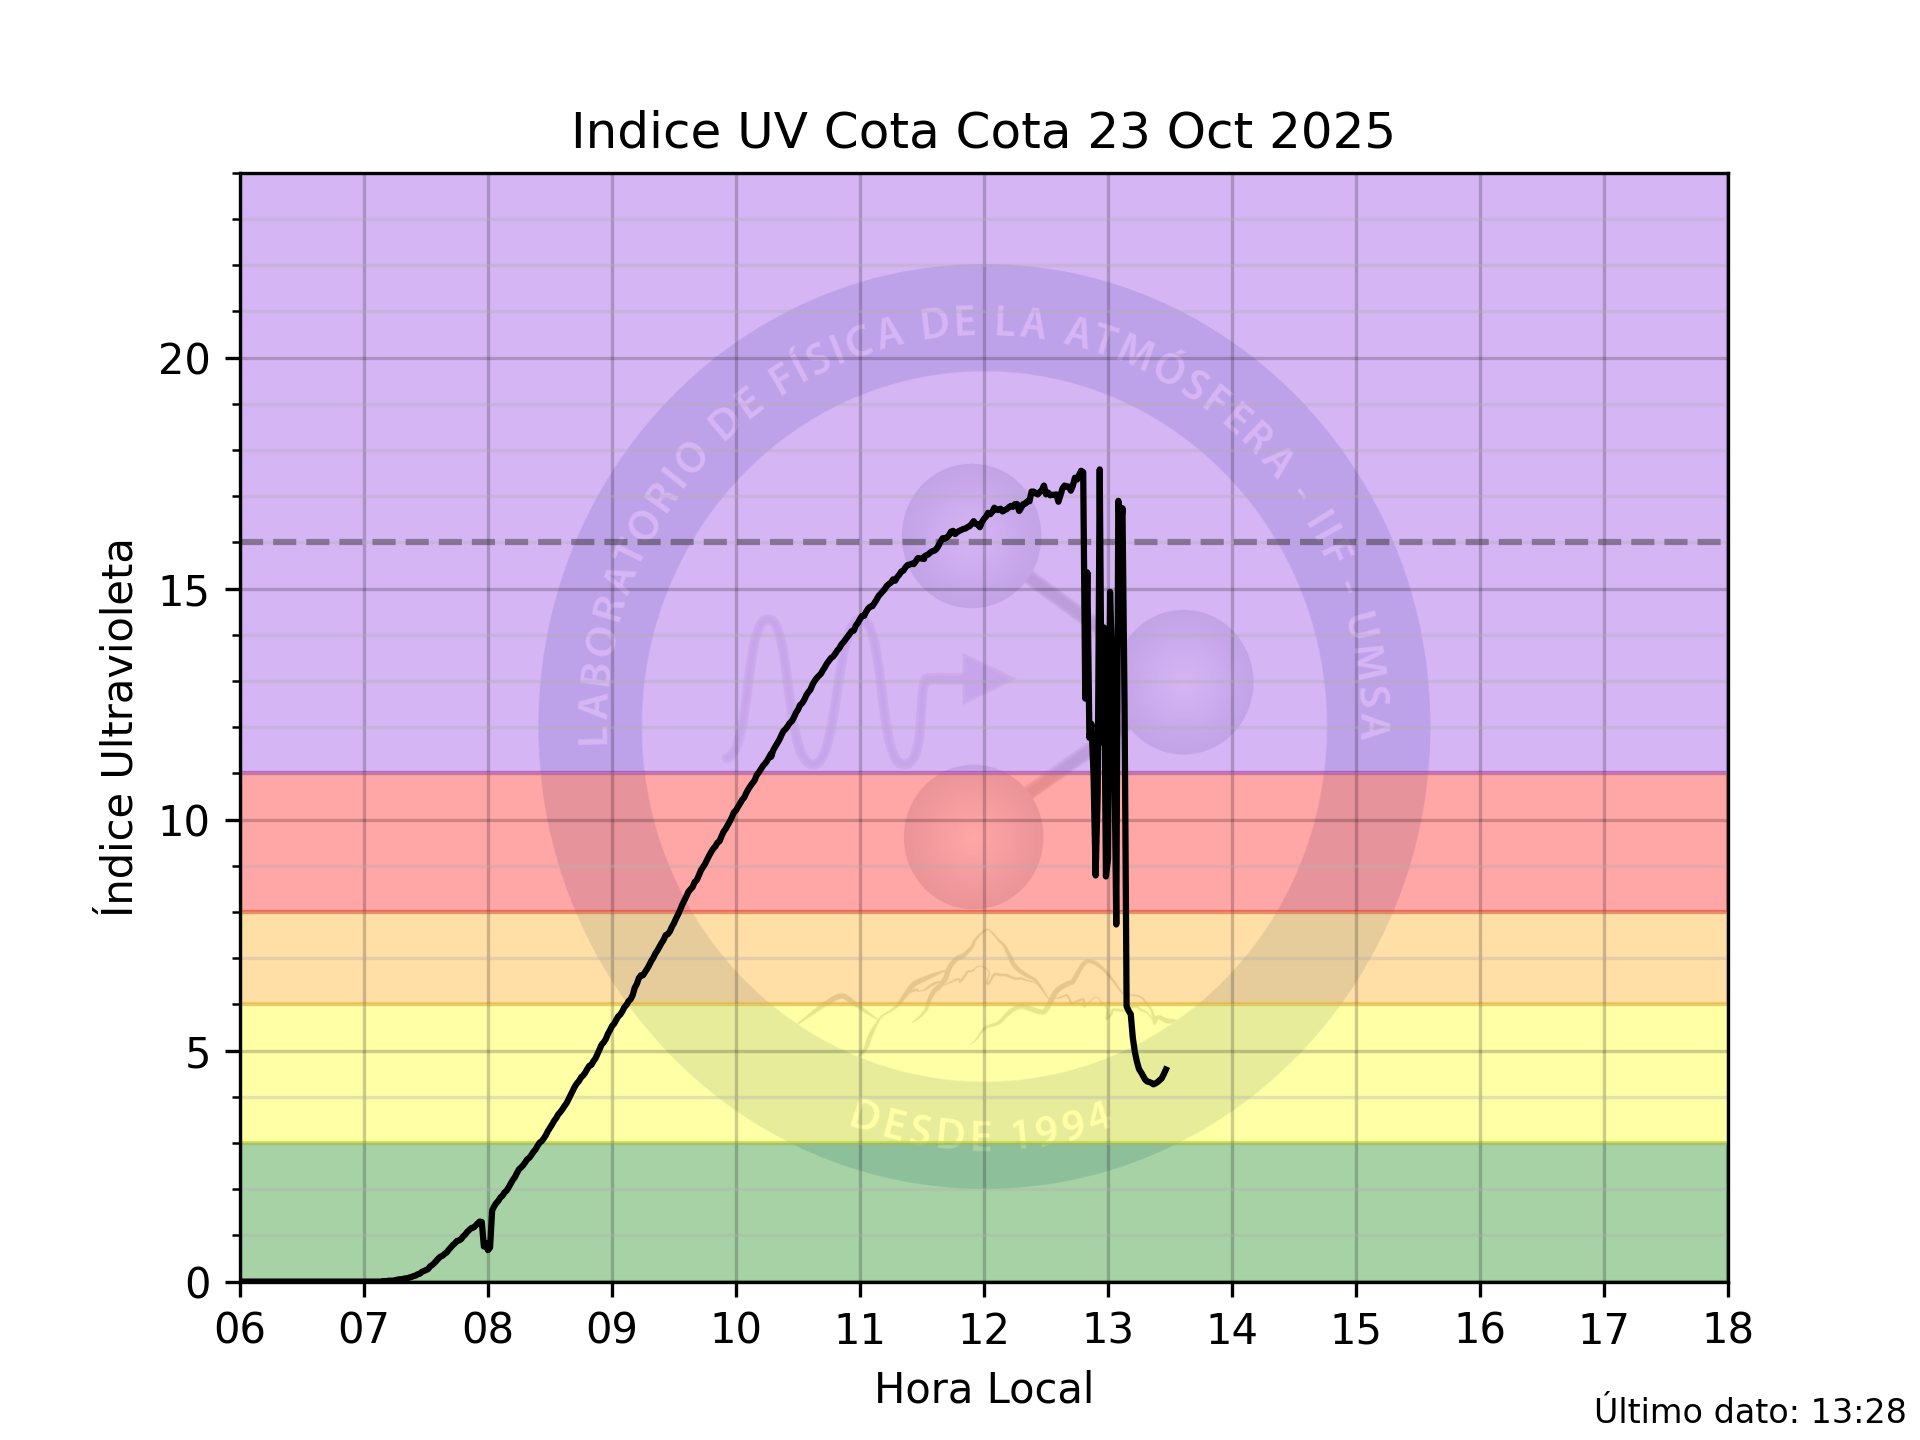 Indice UV Cota Cota 23 Oct 2025
LABORATORIO DE FÍSICA DE LA ATMÓSFERA - IIF - UMSA
DESDE 1994
Índice Ultravioleta
20
15
10
5
0
06 07 08 09 10 11 12 13 14 15 16 17 18
Hora Local
Último dato: 13:28